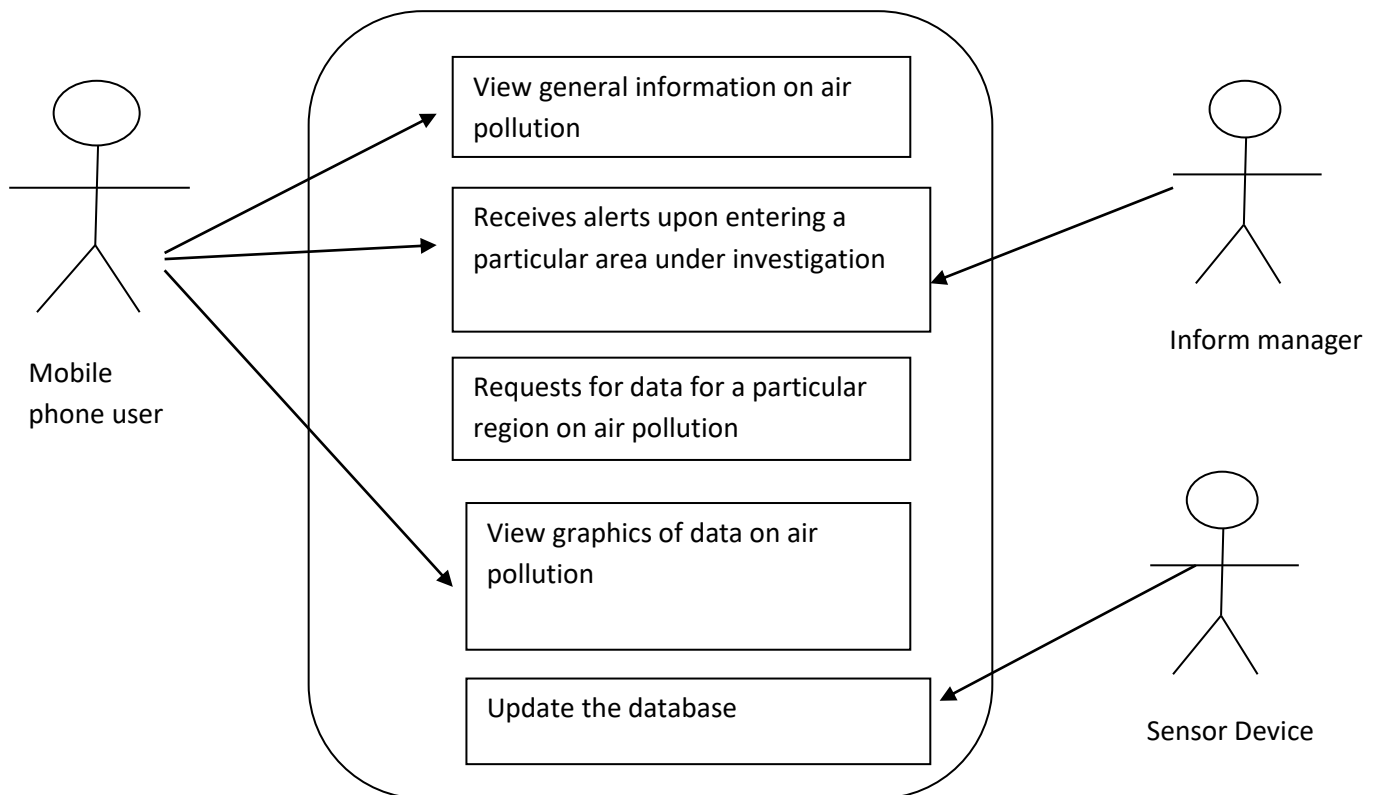 View general information on air
pollution
Receives alerts upon entering a
particular area under investigation
Inform manager
Mobile
phone user
Requests for data for a particular
region on air pollution
View graphics of data on air
pollution
Update the database
Sensor Device